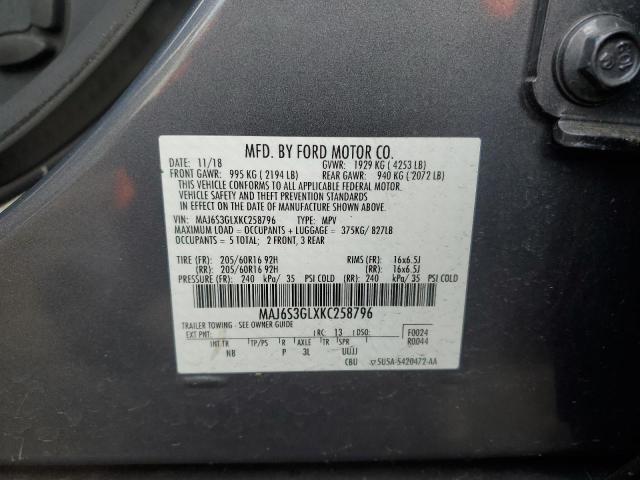 MFD. BY FORD MOTOR CO.
DATE: 11/18 GVWR: 1929 KG ( 4253 LB)
FRONT GAWR: 995 KG ( 2194 LB) REAR GAWR: 940 KG ( 2072 LB)
THIS VEHICLE CONFORMS TO ALL APPLICABLE FEDERAL MOTOR.
VEHICLE SAFETY AND THEFT PREVENTION STANDARDS
IN EFFECT ON THE DATE OF MANUFACTURE SHOWN ABOVE.
VIN: MAJ6S3GLXKC258796 TYPE: MPV
MAXIMUM LOAD = OCCUPANTS + LUGGAGE = 375KG/ 827LB
OCCUPANTS = 5 TOTAL; 2 FRONT, 3 REAR
TIRE (FR): 205/60R16 92H RIMS (FR): 16x6.5J
(RR): 205/60R16 92H (RR): 16x6.5J
PRESSURE (FR): 240 kPa/ 35 PSI COLD (RR): 240 kPa/ 35 PSI COLD
MAJ6S3GLXKC258796
TRAILER TOWING - SEE OWNER GUIDE
EXT PNT: RC: 13 DSO: F0024
R0044
INT TR TP/PS R AXLE TR SPR
NB P 3L UUJJ
CBU 5U5A-5420472-AA